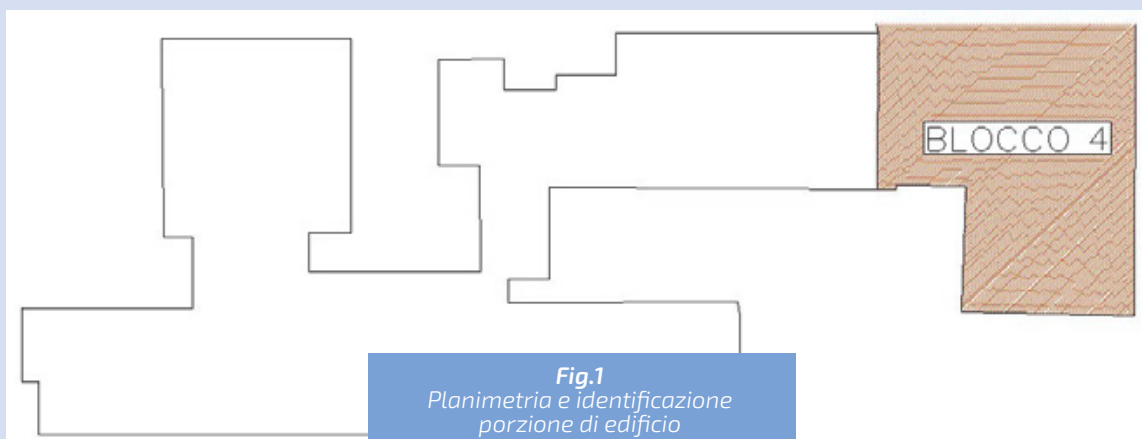 BLOCCO 4
Fig.1
Planimetria e identificazione
porzione di edificio